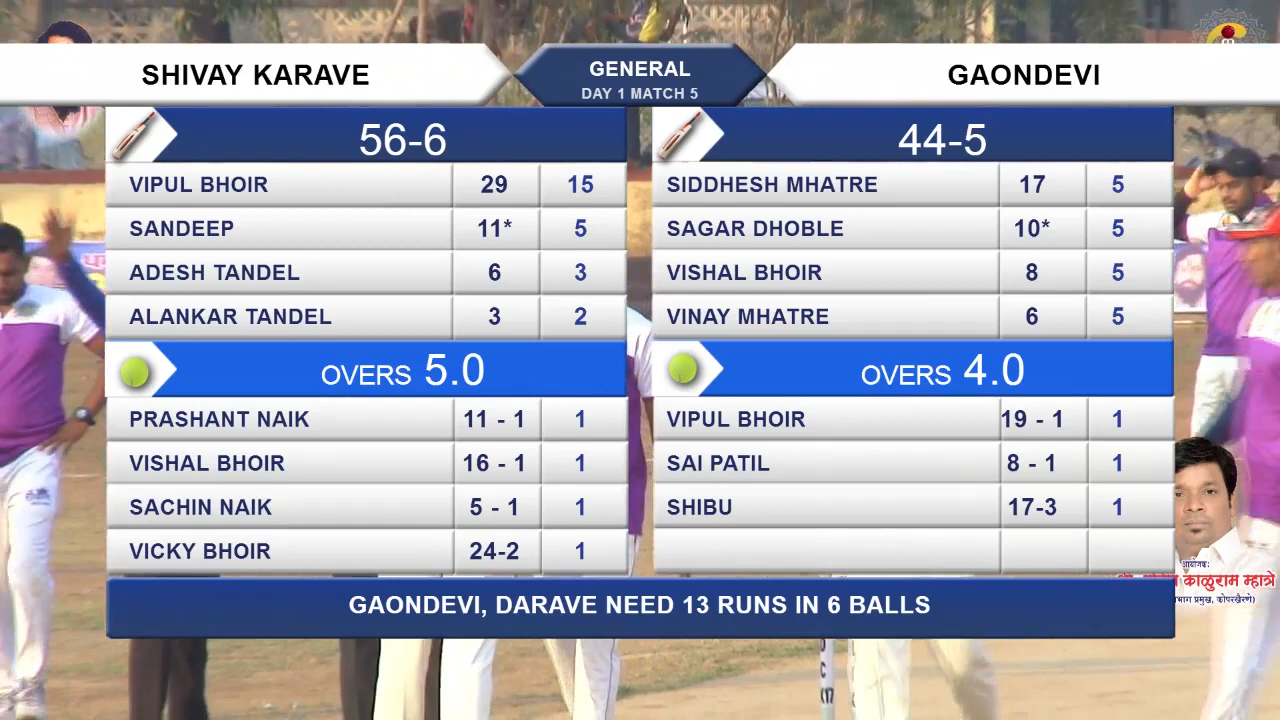 SHIVAY KARAVE
GENERAL
DAY 1 MATCH 5
GAONDEVI
56-6
VIPUL BHOIR 29 15
SANDEEP 11* 5
ADESH TANDEL 6 3
ALANKAR TANDEL 3 2
OVERS 5.0
PRASHANT NAIK 11 - 1 1
VISHAL BHOIR 16 - 1 1
SACHIN NAIK 5 - 1 1
VICKY BHOIR 24-2 1
44-5
SIDDHESH MHATRE 17 5
SAGAR DHOBLE 10* 5
VISHAL BHOIR 8 5
VINAY MHATRE 6 5
OVERS 4.0
VIPUL BHOIR 19 - 1 1
SAI PATIL 8 - 1 1
SHIBU 17-3 1
GAONDEVI, DARAVE NEED 13 RUNS IN 6 BALLS
आयोजक:
काळुराम म्हात्रे
प्रमुख, कोपरखैरणे)